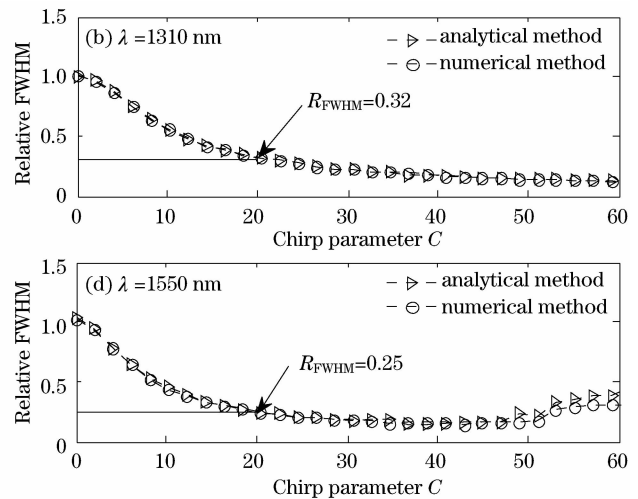 1.5
(b) λ =1310 nm
analytical method
numerical method
1.0
Relative FWHM
R_FWHM=0.32
0.5
0
0 10 20 30 40 50 60
Chirp parameter C
1.5
(d) λ =1550 nm
analytical method
numerical method
1.0
Relative FWHM
R_FWHM=0.25
0.5
0
0 10 20 30 40 50 60
Chirp parameter C